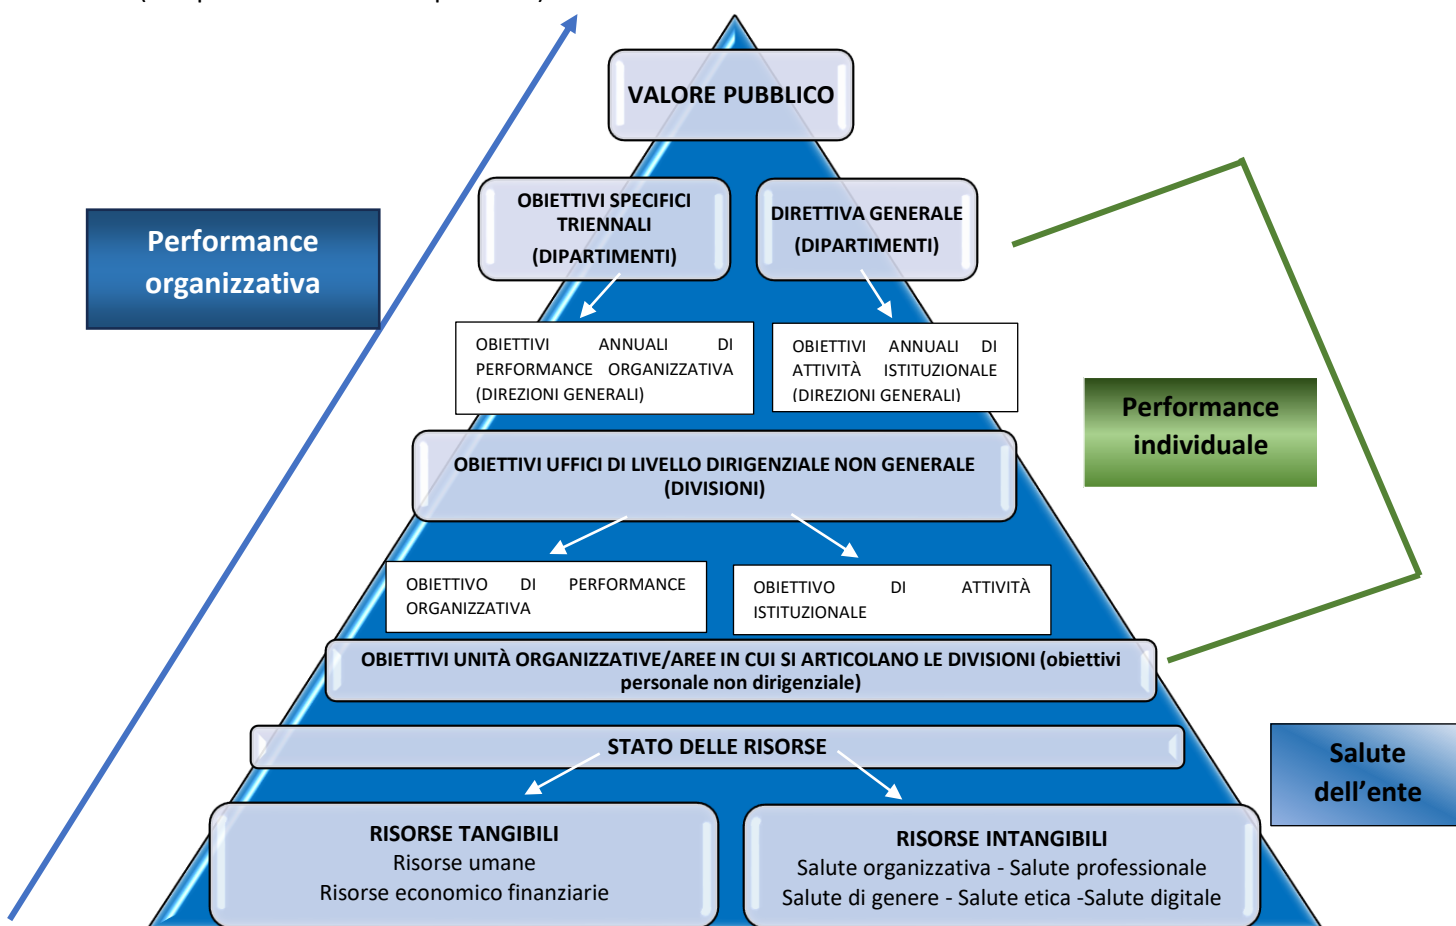 VALORE PUBBLICO
OBIETTIVI SPECIFICI
TRIENNALI
(DIPARTIMENTI)
DIRETTIVA GENERALE
(DIPARTIMENTI)
Performance
organizzativa
OBIETTIVI ANNUALI DI
PERFORMANCE ORGANIZZATIVA
(DIREZIONI GENERALI)
OBIETTIVI ANNUALI DI
ATTIVITÀ ISTITUZIONALE
(DIREZIONI GENERALI)
Performance
individuale
OBIETTIVI UFFICI DI LIVELLO DIRIGENZIALE NON GENERALE
(DIVISIONI)
OBIETTIVO DI PERFORMANCE
ORGANIZZATIVA
OBIETTIVO DI ATTIVITÀ
ISTITUZIONALE
OBIETTIVI UNITÀ ORGANIZZATIVE/AREE IN CUI SI ARTICOLANO LE DIVISIONI (obiettivi
personale non dirigenziale)
STATO DELLE RISORSE
Salute
dell’ente
RISORSE TANGIBILI
Risorse umane
Risorse economico finanziarie
RISORSE INTANGIBILI
Salute organizzativa - Salute professionale
Salute di genere - Salute etica -Salute digitale